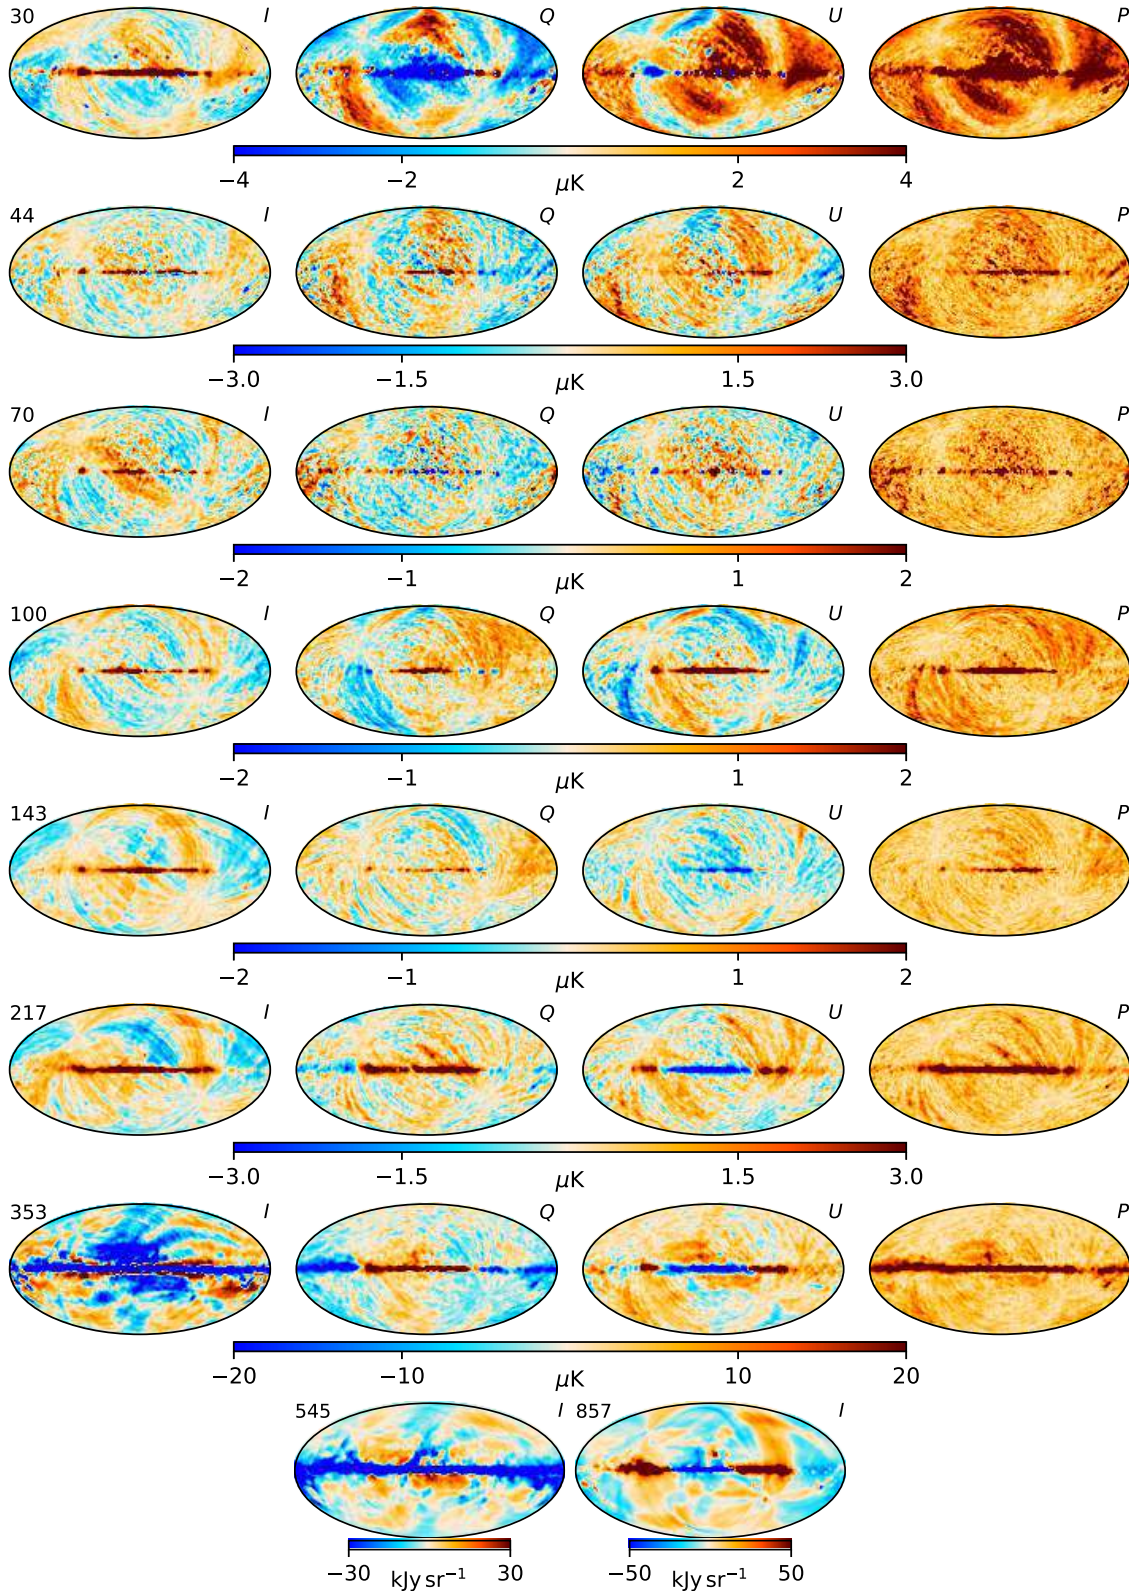 30 I Q U P
−4 −2 2 4
μK
44 I Q U P
−3.0 −1.5 1.5 3.0
μK
70 I Q U P
−2 −1 1 2
μK
100 I Q U P
−2 −1 1 2
μK
143 I Q U P
−2 −1 1 2
μK
217 I Q U P
−3.0 −1.5 1.5 3.0
μK
353 I Q U P
−20 −10 10 20
μK
545 I 857 I
−30 kJy sr⁻¹ 30 −50 kJy sr⁻¹ 50